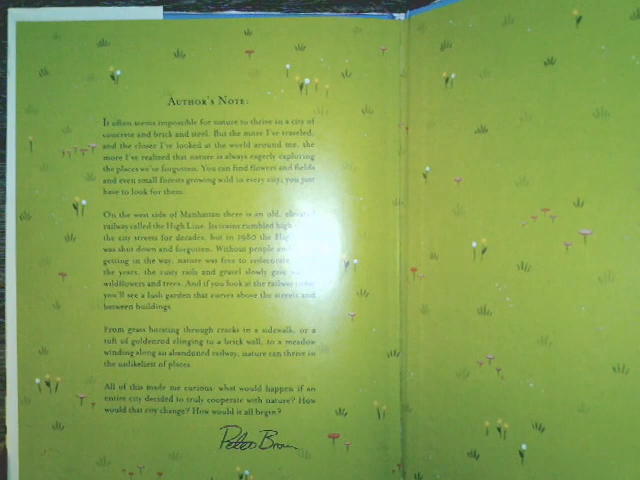 AUTHOR'S NOTE:
It often seems impossible for nature to thrive in a city of
concrete and brick and steel. But the more I've traveled,
and the closer I've looked at the world around me, the
more I've realized that nature is always eagerly exploring
the places we've forgotten. You can find flowers and fields
and even small forests growing wild in every city; you just
have to look for them.
On the west side of Manhattan there is an old, elevated
railway called the High Line. Its trains rumbled high
the city streets for decades, but in 1980 the High
was shut down and forgotten. Without people
getting in the way, nature was free to redecorate.
the years, the rusty rails and gravel slowly gave
wildflowers and trees. And if you look at the railway
you'll see a lush garden that curves above the streets and
between buildings.
From grass bursting through cracks in a sidewalk, or a
tuft of goldenrod clinging to a brick wall, to a meadow
winding along an abandoned railway, nature can thrive in
the unlikeliest of places.
All of this made me curious: what would happen if an
entire city decided to truly cooperate with nature? How
would that city change? How would it all begin?
Peter Brown